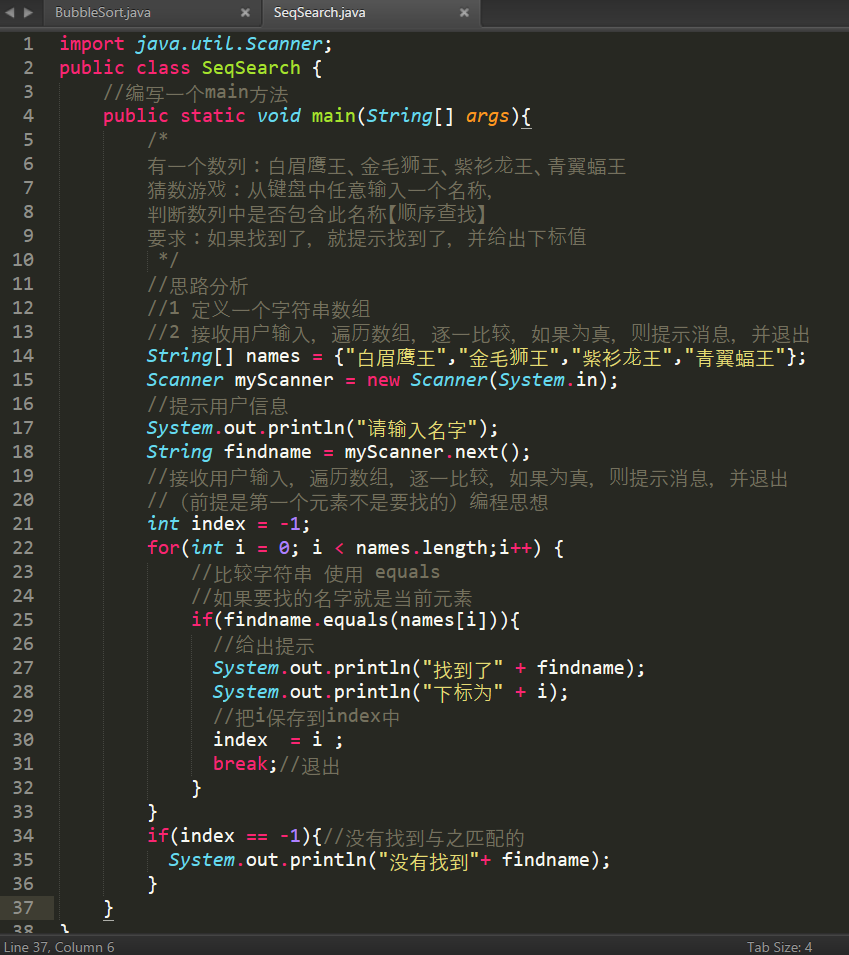 BubbleSort.java
SeqSearch.java
1 import java.util.Scanner;
2 public class SeqSearch {
3 //编写一个main方法
4 public static void main(String[] args){
5 /*
6 有一个数列：白眉鹰王、金毛狮王、紫衫龙王、青翼蝠王
7 猜数游戏：从键盘中任意输入一个名称，
8 判断数列中是否包含此名称【顺序查找】
9 要求：如果找到了，就提示找到了，并给出下标值
10 */
11 //思路分析
12 //1 定义一个字符串数组
13 //2 接收用户输入，遍历数组，逐一比较，如果为真，则提示消息，并退出
14 String[] names = {"白眉鹰王","金毛狮王","紫衫龙王","青翼蝠王"};
15 Scanner myScanner = new Scanner(System.in);
16 //提示用户信息
17 System.out.println("请输入名字");
18 String findname = myScanner.next();
19 //接收用户输入，遍历数组，逐一比较，如果为真，则提示消息，并退出
20 //（前提是第一个元素不是要找的）编程思想
21 int index = -1;
22 for(int i = 0; i < names.length;i++) {
23 //比较字符串 使用 equals
24 //如果要找的名字就是当前元素
25 if(findname.equals(names[i])){
26 //给出提示
27 System.out.println("找到了" + findname);
28 System.out.println("下标为" + i);
29 //把i保存到index中
30 index  = i ;
31 break;//退出
32 }
33 }
34 if(index == -1){//没有找到与之匹配的
35 System.out.println("没有找到"+ findname);
36 }
37 }
38 }
Line 37, Column 6
Tab Size: 4